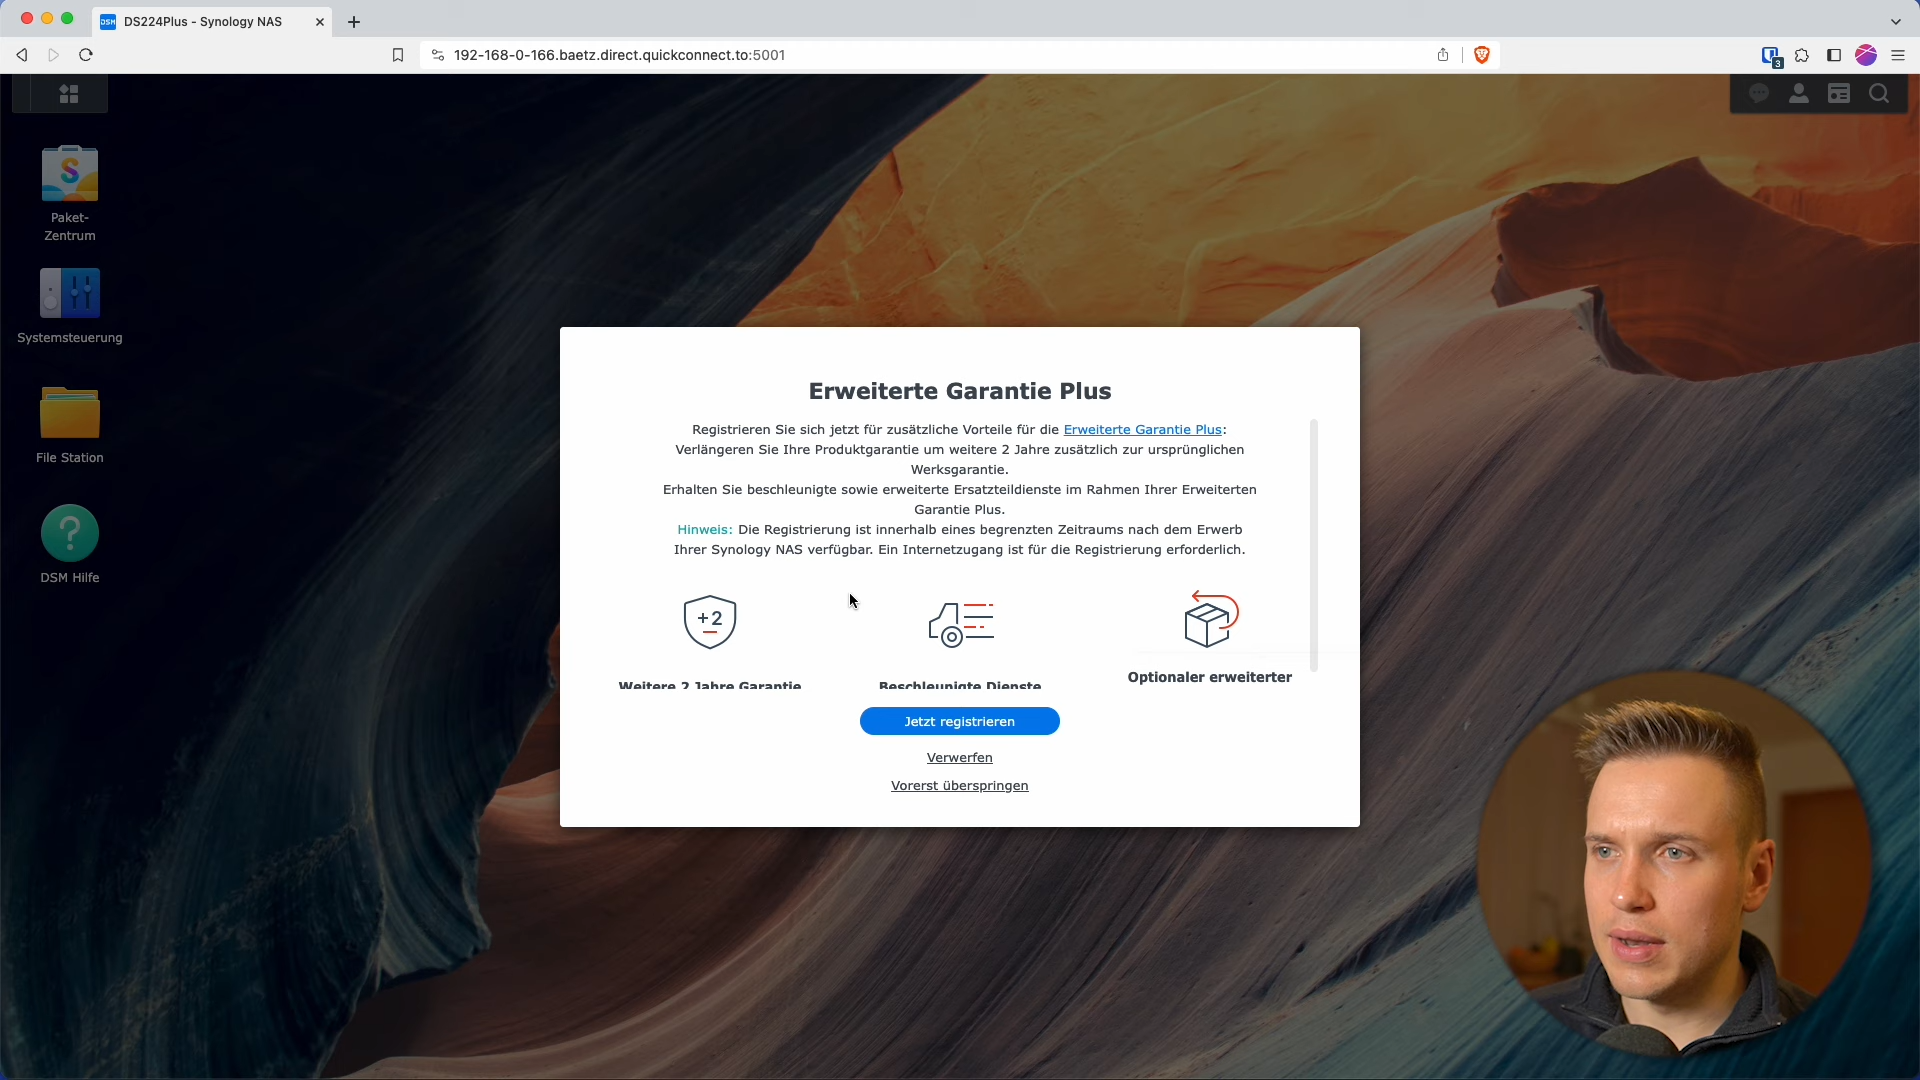 DSM DS224Plus - Synology NAS
192-168-0-166.baetz.direct.quickconnect.to:5001
3
Paket-
Zentrum
Systemsteuerung
File Station
DSM Hilfe
Erweiterte Garantie Plus
Registrieren Sie sich jetzt für zusätzliche Vorteile für die Erweiterte Garantie Plus:
Verlängeren Sie Ihre Produktgarantie um weitere 2 Jahre zusätzlich zur ursprünglichen
Werksgarantie.
Erhalten Sie beschleunigte sowie erweiterte Ersatzteildienste im Rahmen Ihrer Erweiterten
Garantie Plus.
Hinweis: Die Registrierung ist innerhalb eines begrenzten Zeitraums nach dem Erwerb
Ihrer Synology NAS verfügbar. Ein Internetzugang ist für die Registrierung erforderlich.
+2
Weitere 2 Jahre Garantie
Beschleunigte Dienste
Optionaler erweiterter
Jetzt registrieren
Verwerfen
Vorerst überspringen